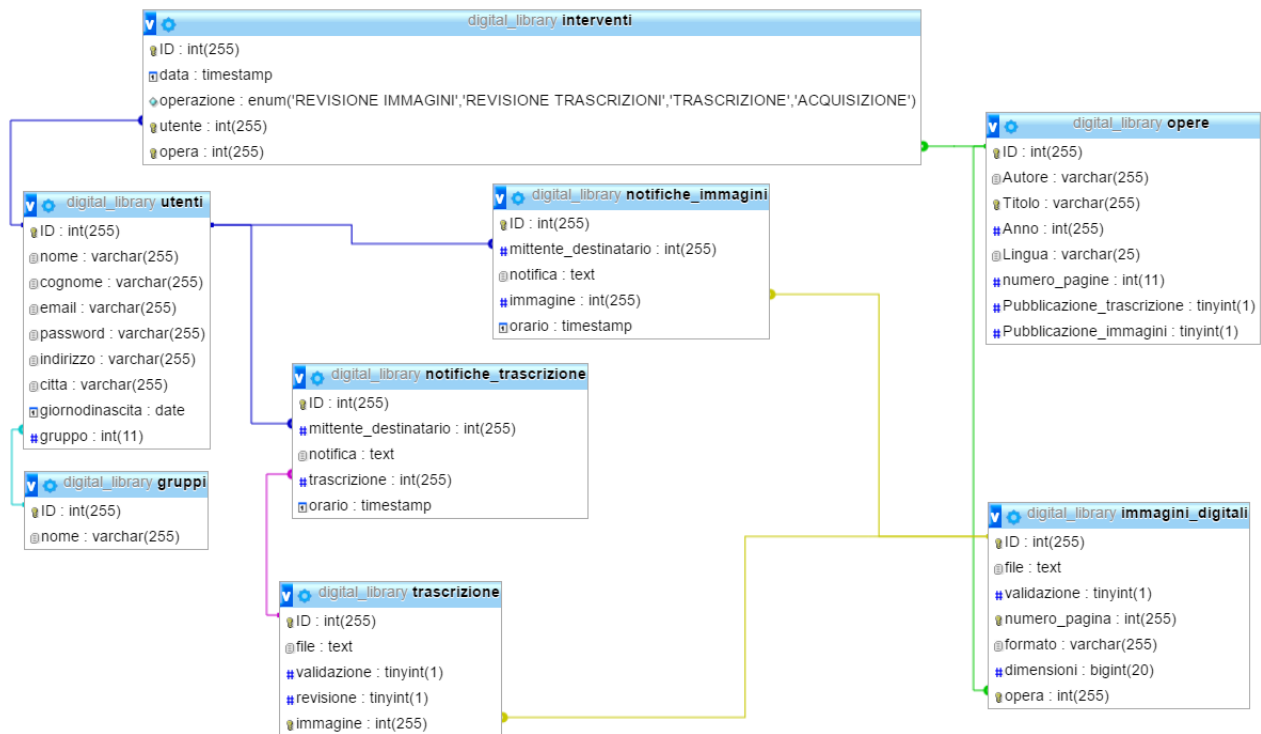 digital_library interventi
ID : int(255)
data : timestamp
operazione : enum('REVISIONE IMMAGINI','REVISIONE TRASCRIZIONI','TRASCRIZIONE','ACQUISIZIONE')
utente : int(255)
opera : int(255)
digital_library opere
ID : int(255)
Autore : varchar(255)
Titolo : varchar(255)
Anno : int(255)
Lingua : varchar(25)
numero_pagine : int(11)
Pubblicazione_trascrizione : tinyint(1)
Pubblicazione_immagini : tinyint(1)
digital_library utenti
ID : int(255)
nome : varchar(255)
cognome : varchar(255)
email : varchar(255)
password : varchar(255)
indirizzo : varchar(255)
citta : varchar(255)
giornodinascita : date
gruppo : int(11)
digital_library notifiche_immagini
ID : int(255)
mittente_destinatario : int(255)
notifica : text
immagine : int(255)
orario : timestamp
digital_library notifiche_trascrizione
ID : int(255)
mittente_destinatario : int(255)
notifica : text
trascrizione : int(255)
orario : timestamp
digital_library gruppi
ID : int(255)
nome : varchar(255)
digital_library immagini_digitali
ID : int(255)
file : text
validazione : tinyint(1)
numero_pagina : int(255)
formato : varchar(255)
dimensioni : bigint(20)
opera : int(255)
digital_library trascrizione
ID : int(255)
file : text
validazione : tinyint(1)
revisione : tinyint(1)
immagine : int(255)